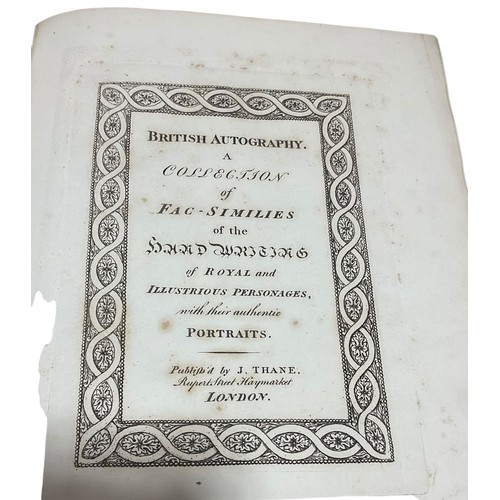 BRITISH AUTOGRAPHY.
A
COLLECTION
of
FAC-SIMILIES
of the
HAND WRITING
of ROYAL and
ILLUSTRIOUS PERSONAGES,
with their authentic
PORTRAITS.
Publish'd by J. THANE,
Rupert Street Haymarket
LONDON.